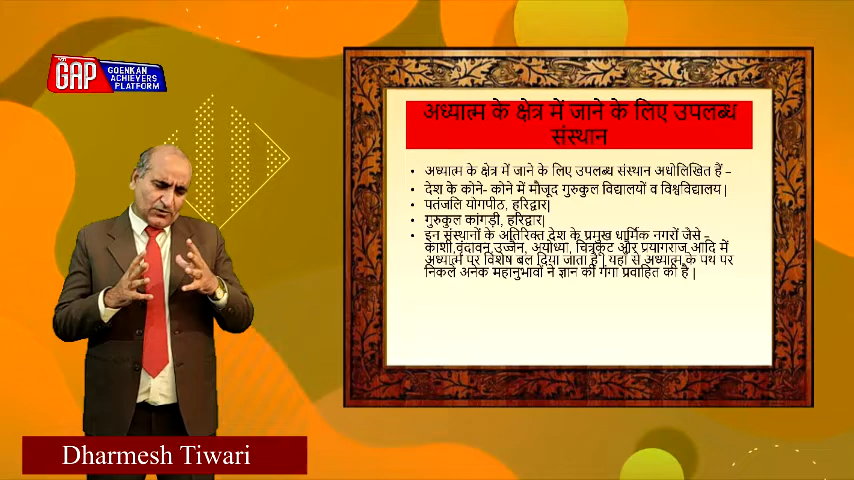 GAP
GOENKAN
ACHIEVERS
PLATFORM
अध्यात्म के क्षेत्र में जाने के लिए उपलब्ध
संस्थान
• अध्यात्म के क्षेत्र में जाने के लिए उपलब्ध संस्थान अधोलिखित हैं –
• देश के कोने- कोने में मौजूद गुरुकुल विद्यालयों व विश्वविद्यालय |
• पतंजलि योगपीठ, हरिद्वार|
• गुरुकुल कांगड़ी, हरिद्वार|
• इन संस्थानों के अतिरिक्त देश के प्रमुख धार्मिक नगरों जैसे –
काशी,वृंदावन,उज्जैन, अयोध्या, चित्रकूट और प्रयागराज आदि में
अध्यात्म पर विशेष बल दिया जाता है | यहाँ से अध्यात्म के पथ पर
निकले अनेक महानुभावों ने ज्ञान की गंगा प्रवाहित की है |
Dharmesh Tiwari